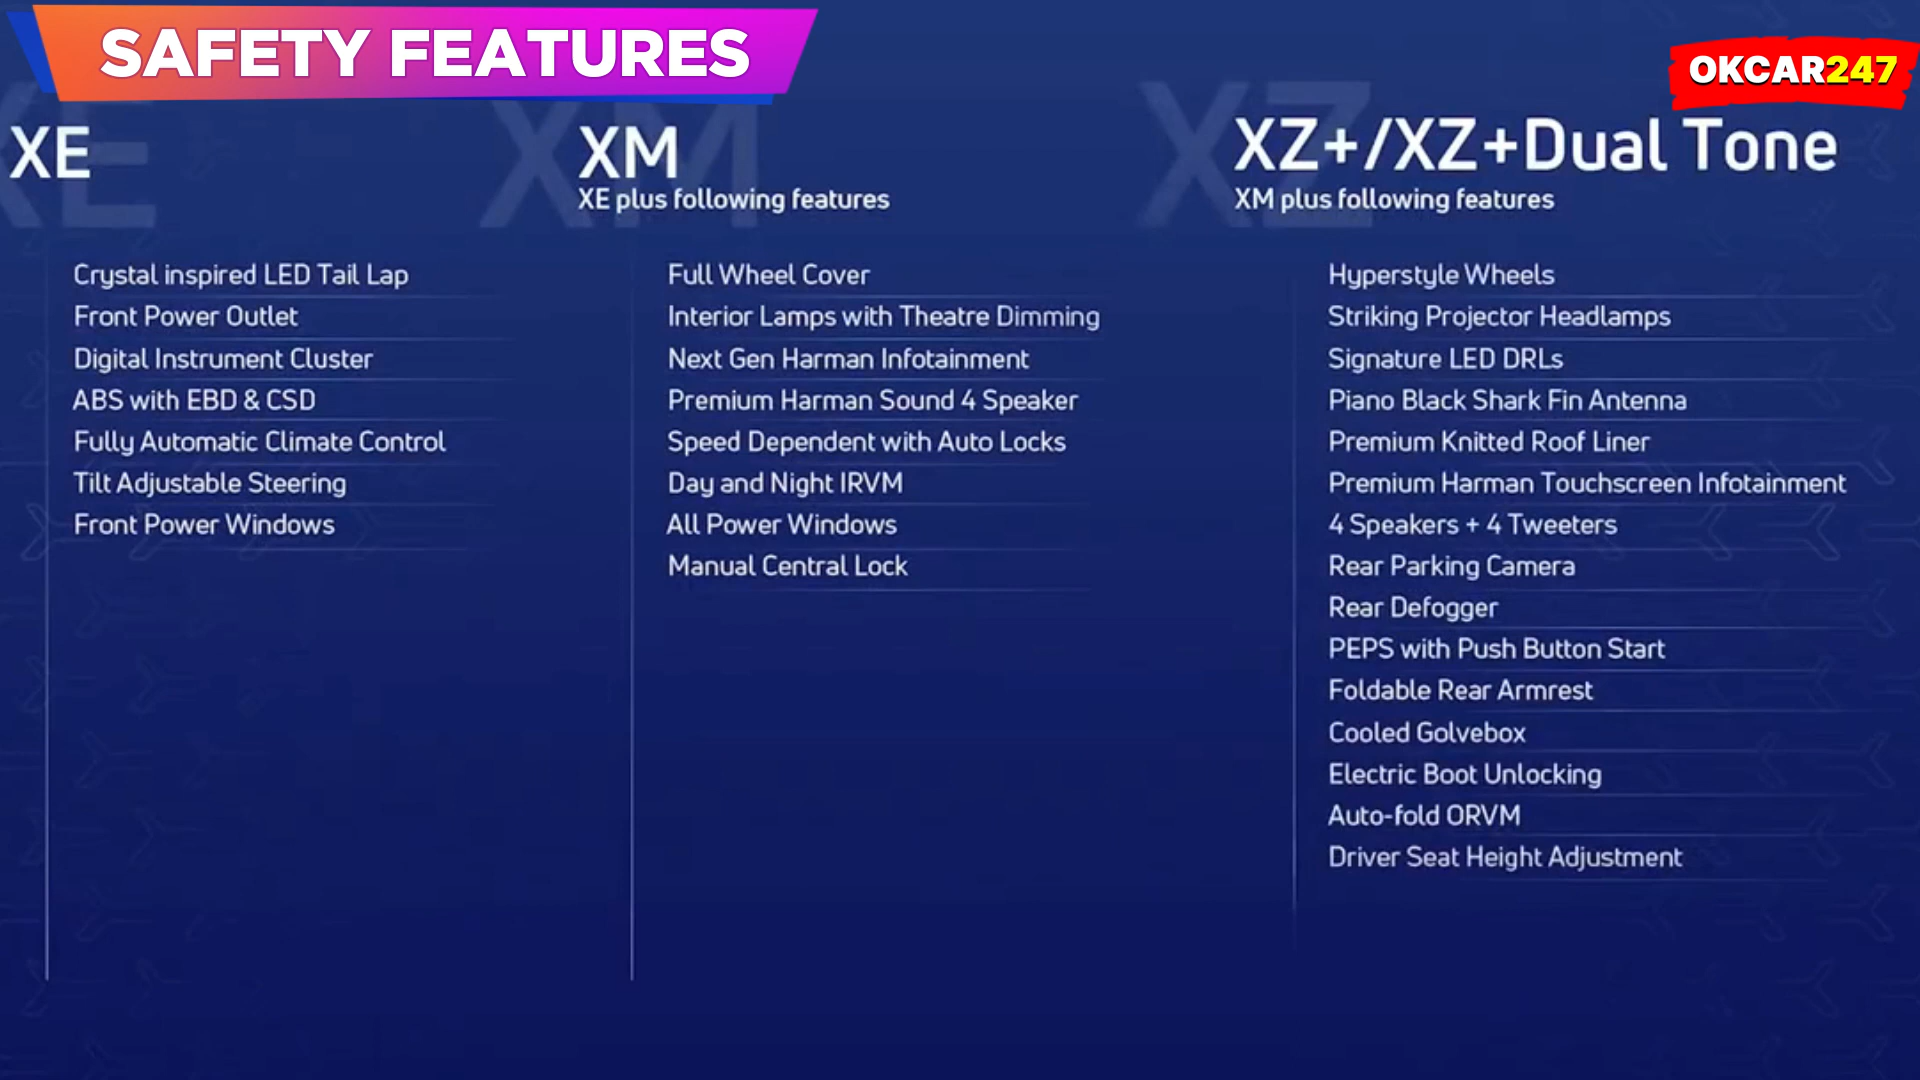 SAFETY FEATURES
OKCAR247
XE
XE
Crystal inspired LED Tail Lap
Front Power Outlet
Digital Instrument Cluster
ABS with EBD & CSD
Fully Automatic Climate Control
Tilt Adjustable Steering
Front Power Windows
XM
XM
XE plus following features
Full Wheel Cover
Interior Lamps with Theatre Dimming
Next Gen Harman Infotainment
Premium Harman Sound 4 Speaker
Speed Dependent with Auto Locks
Day and Night IRVM
All Power Windows
Manual Central Lock
XZ
XZ+/XZ+Dual Tone
XM plus following features
Hyperstyle Wheels
Striking Projector Headlamps
Signature LED DRLs
Piano Black Shark Fin Antenna
Premium Knitted Roof Liner
Premium Harman Touchscreen Infotainment
4 Speakers + 4 Tweeters
Rear Parking Camera
Rear Defogger
PEPS with Push Button Start
Foldable Rear Armrest
Cooled Golvebox
Electric Boot Unlocking
Auto-fold ORVM
Driver Seat Height Adjustment